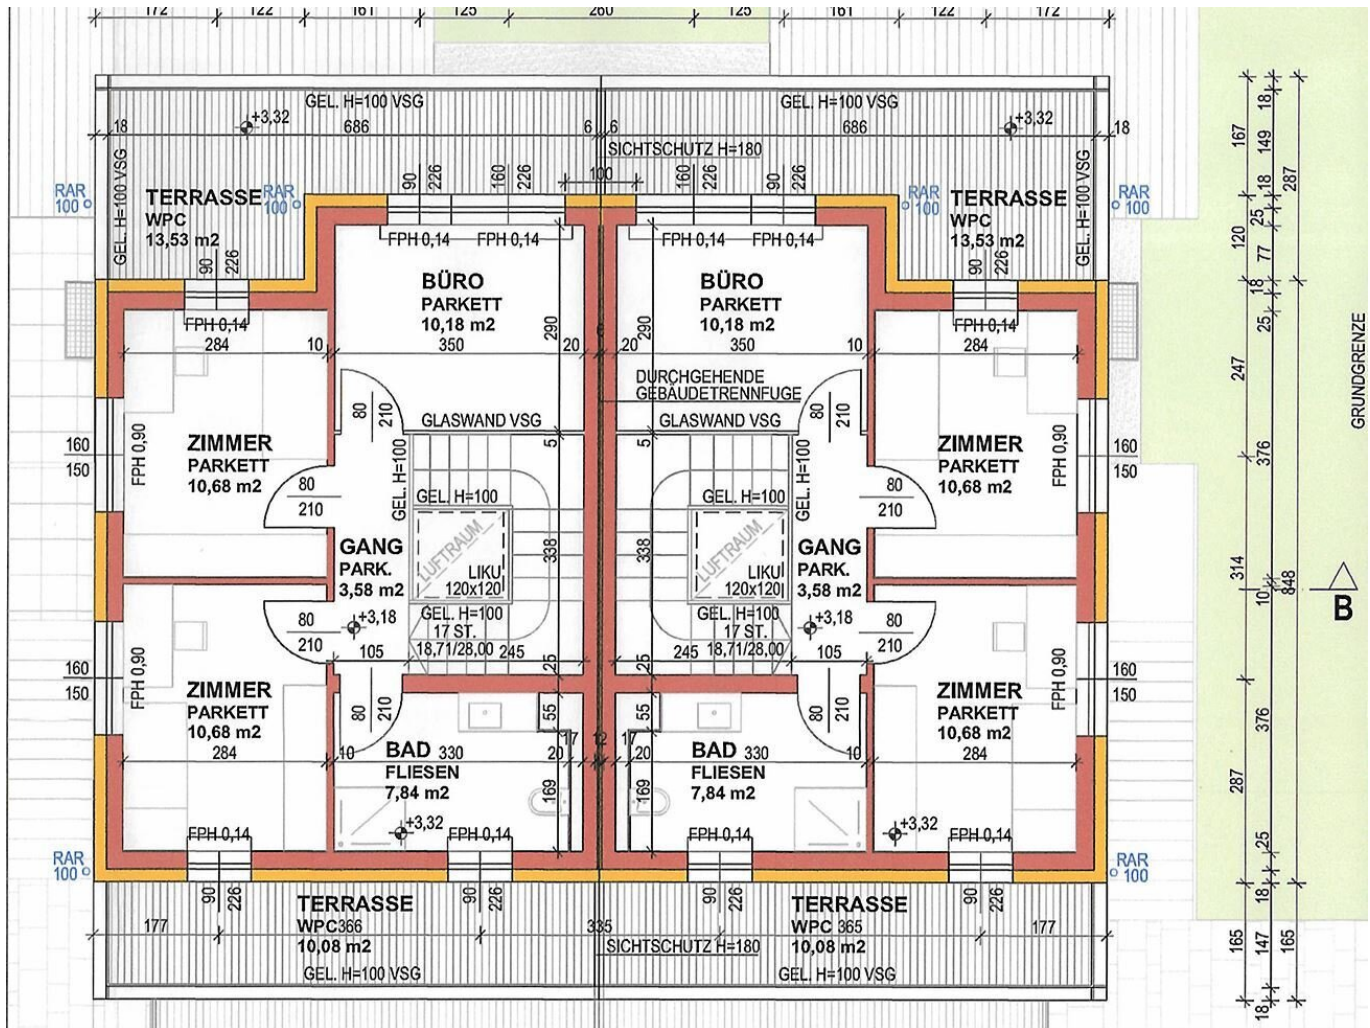 172 122 161 125 260 125 161 122 172
GEL. H=100 VSG GEL. H=100 VSG
+3,32 +3,32
18 686 6 6 686 18
SICHTSCHUTZ H=180
GEL. H=100 VSG GEL. H=100 VSG
90 226 160 226 100 160 226 90 226
RAR 100 RAR 100 RAR 100 RAR 100
TERRASSE TERRASSE
WPC WPC
13,53 m2 13,53 m2
90 226 90 226
FPH 0,14 FPH 0,14 FPH 0,14 FPH 0,14
BÜRO BÜRO
PARKETT PARKETT
10,18 m2 10,18 m2
FPH 0,14 FPH 0,14
290 290
284 10 350 20 20 350 10 284
DURCHGEHENDE
GEBÄUDETRENNFUGE
80 210 80 210
GLASWAND VSG GLASWAND VSG
160 150 FPH 0,90 FPH 0,90 160 150
ZIMMER ZIMMER
PARKETT PARKETT
10,68 m2 10,68 m2
5 5
GEL. H=100 GEL. H=100
80 210 80 210
GEL. H=100 GEL. H=100
LUFTRAUM LUFTRAUM
GANG GANG
PARK. PARK.
3,58 m2 3,58 m2
338 338
LIKU LIKU
120x120 120x120
GEL. H=100 GEL. H=100
+3,18 +3,18
17 ST. 17 ST.
18,71/28,00 245 245 18,71/28,00
80 210 80 210
105 25 25 105
160 150 FPH 0,90 FPH 0,90 160 150
ZIMMER ZIMMER
PARKETT PARKETT
10,68 m2 10,68 m2
80 210 55 55 80 210
284 10 330 20 17 12 17 20 330 10 284
BAD BAD
FLIESEN FLIESEN
7,84 m2 7,84 m2
169 169
+3,32 +3,32
FPH 0,14 FPH 0,14 FPH 0,14 FPH 0,14
RAR 100 RAR 100
90 226 90 226 90 226 90 226
TERRASSE TERRASSE
177 WPC 366 335 WPC 365 177
10,08 m2 10,08 m2
SICHTSCHUTZ H=180
GEL. H=100 VSG GEL. H=100 VSG
167 120 247 314 287 165
18 149 18 25 77 18 25 376 10 376 25 18 147 18
287 848 165
GRUNDGRENZE
B